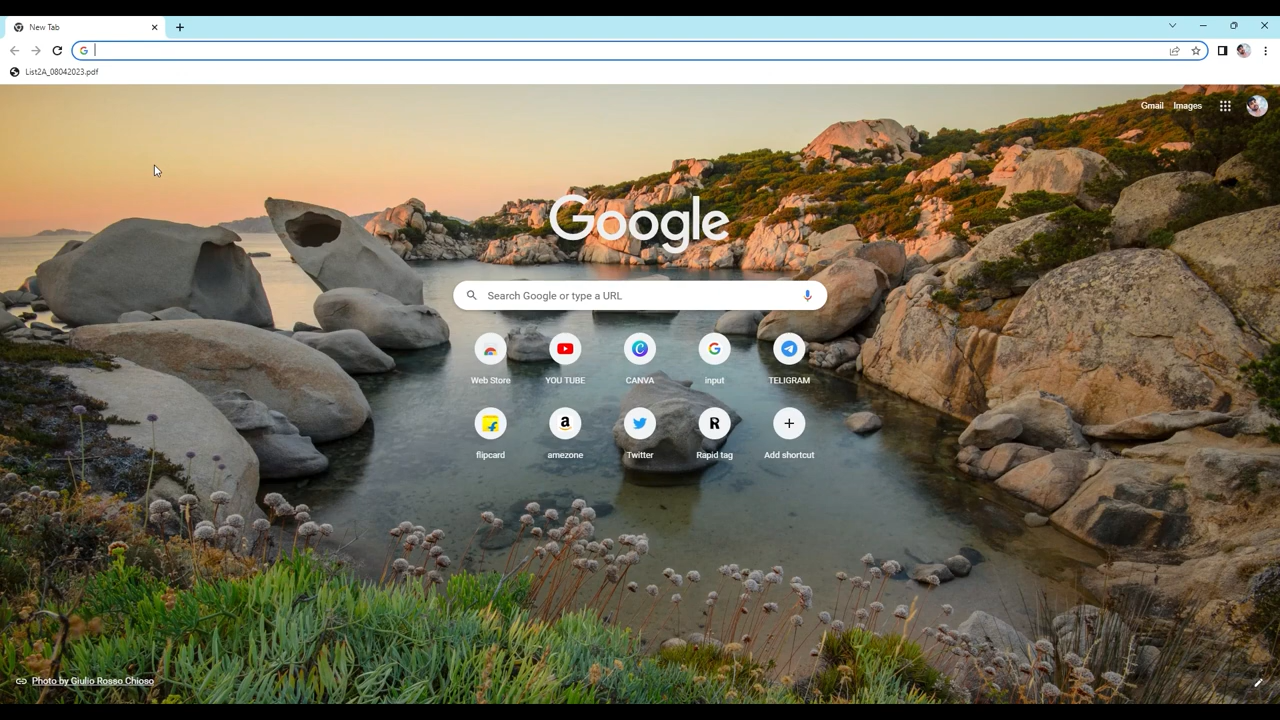 New Tab
List2A_08042023.pdf
Gmail Images
Google
Search Google or type a URL
Web Store YOU TUBE CANVA input TELIGRAM
flipcard amezone Twitter Rapid tag Add shortcut
Photo by Giulio Rosso Chioso